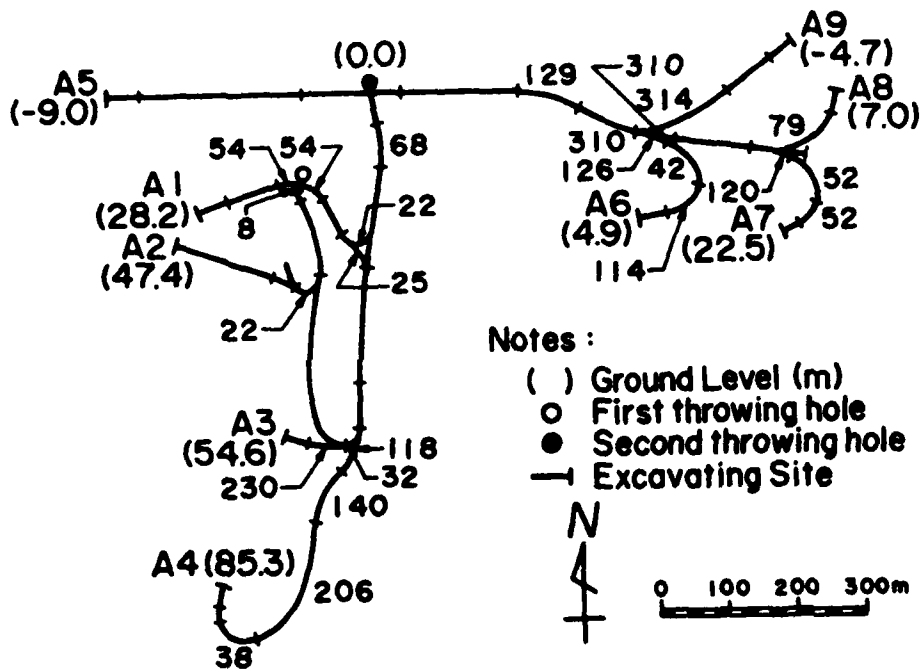 (0.0)
A9
(-4.7)
A5
(-9.0)
129
310
314
A8
(7.0)
79
310
126
42
68
54
54
A1
(28.2)
8
22
A2
(47.4)
25
22
120
52
52
A6
(4.9)
A7
(22.5)
114
Notes :
( ) Ground Level (m)
First throwing hole
Second throwing hole
Excavating Site
A3
(54.6)
118
32
230
140
N
A4 (85.3)
206
38
0 100 200 300m